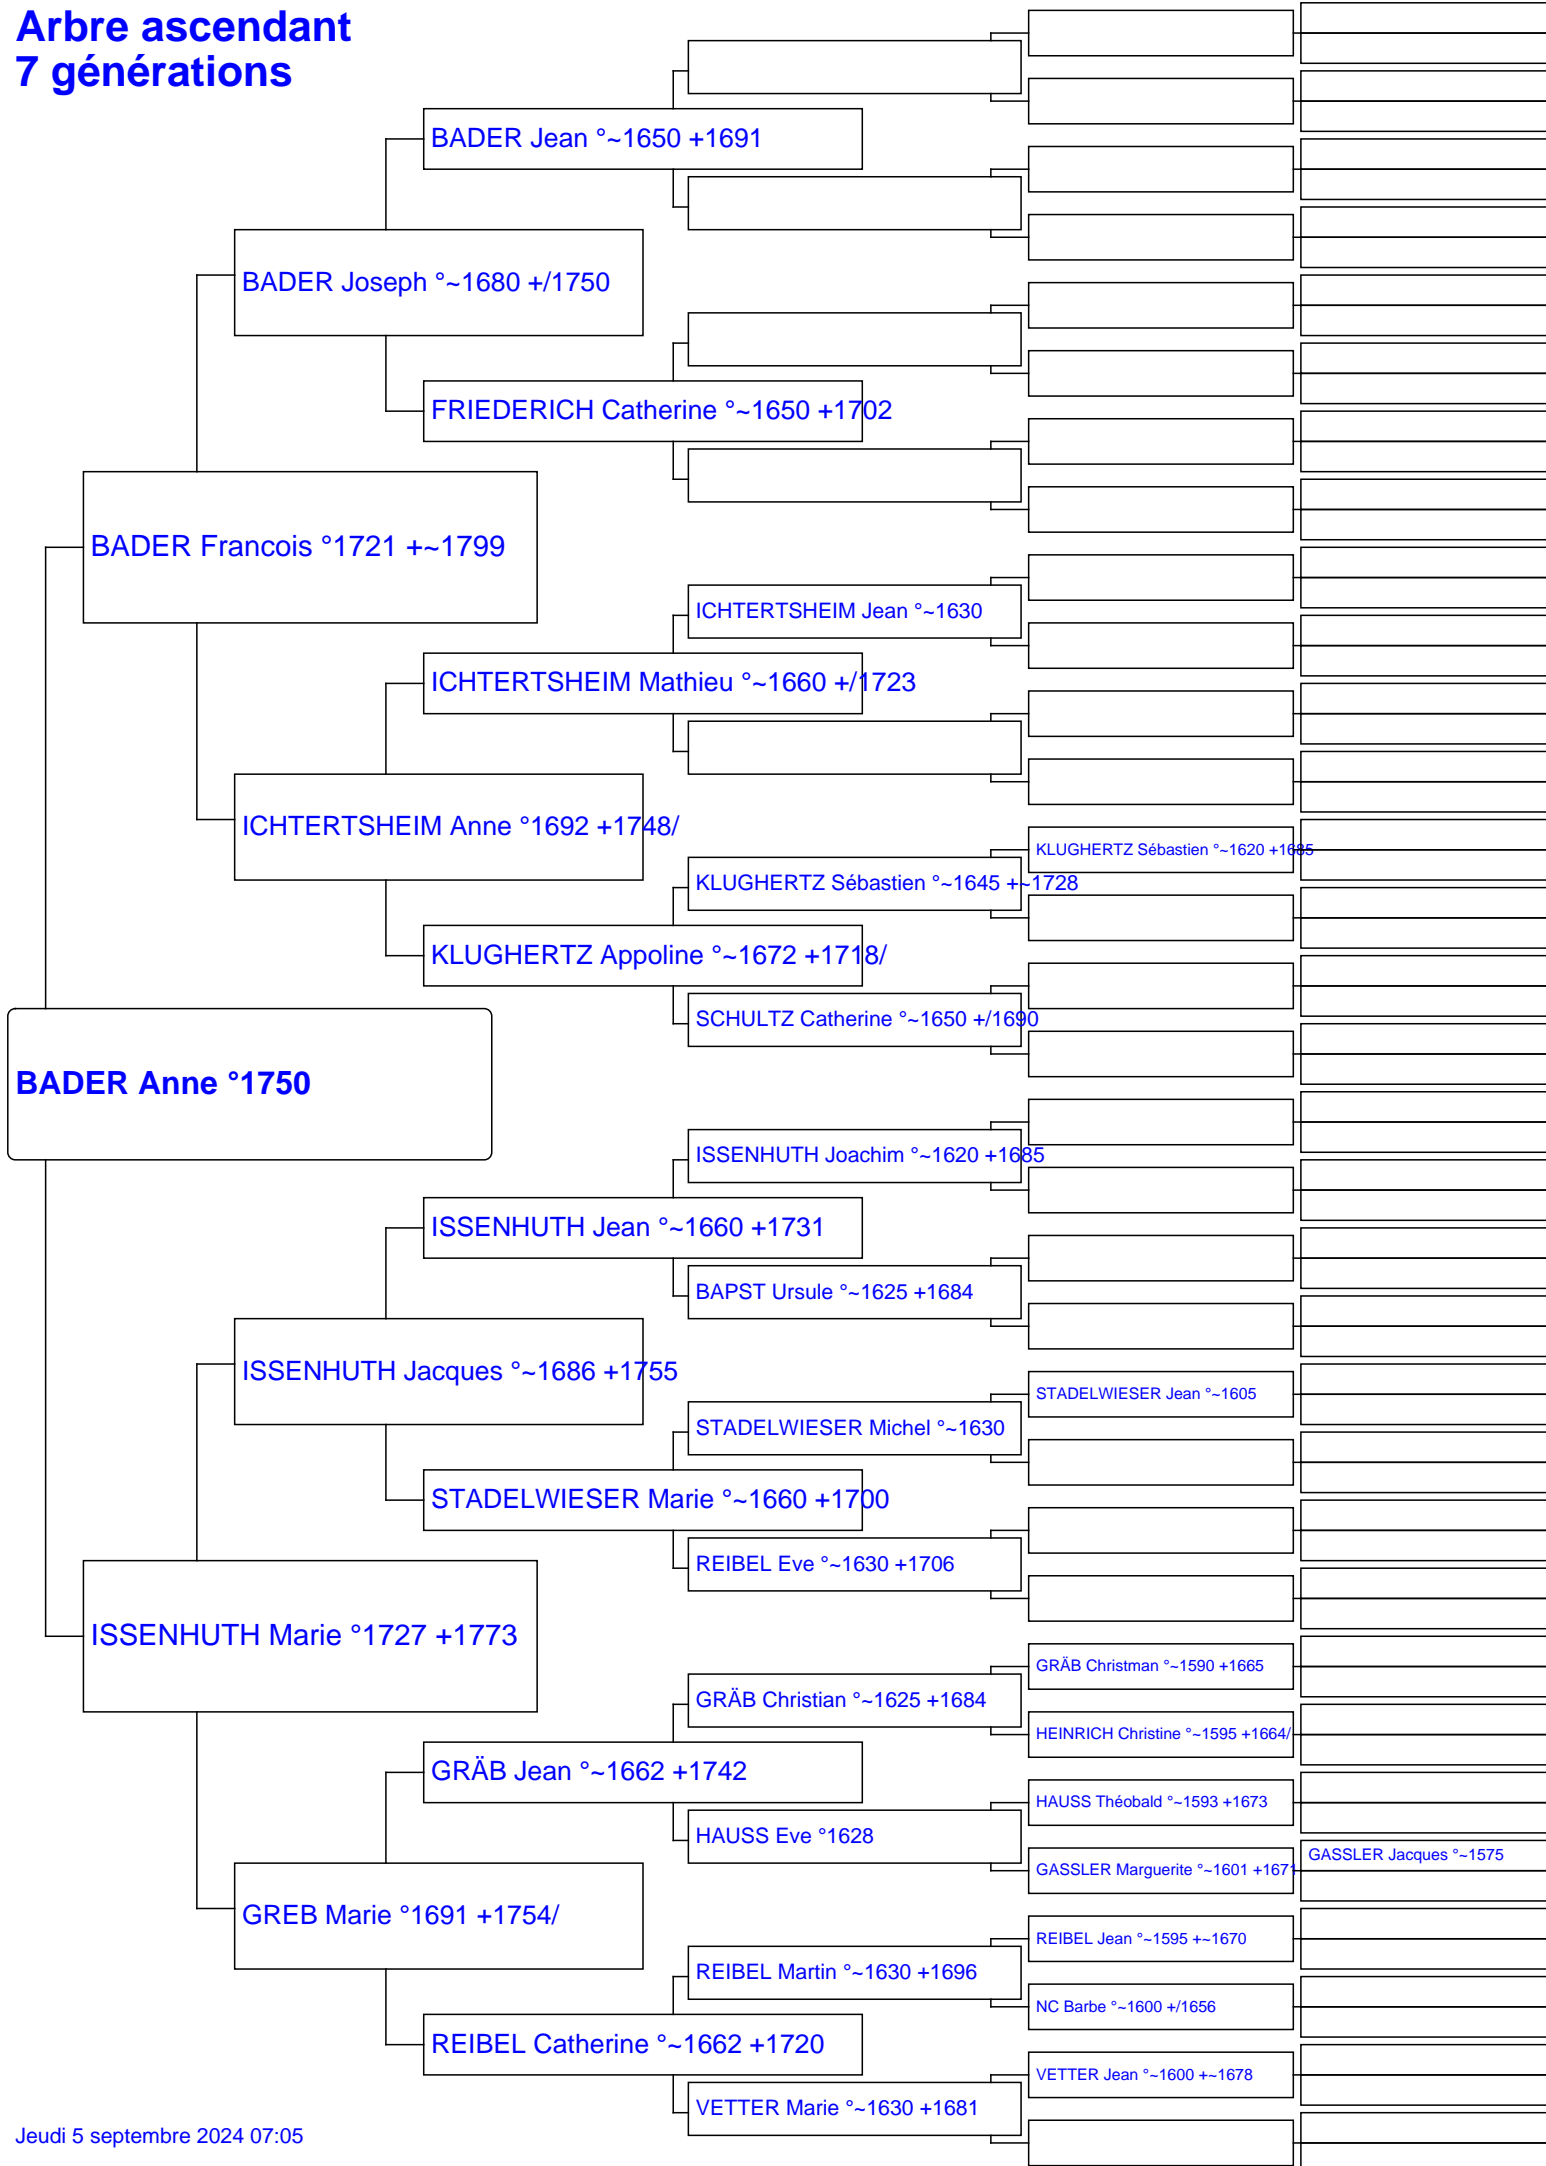 Arbre ascendant
7 générations
BADER Jean °~1650 +1691
BADER Joseph °~1680 +/1750
FRIEDERICH Catherine °~1650 +1702
BADER Francois °1721 +~1799
ICHTERTSHEIM Jean °~1630
ICHTERTSHEIM Mathieu °~1660 +/1723
ICHTERTSHEIM Anne °1692 +1748/
KLUGHERTZ Sébastien °~1620 +1685
KLUGHERTZ Sébastien °~1645 +~1728
KLUGHERTZ Appoline °~1672 +1718/
SCHULTZ Catherine °~1650 +/1690
BADER Anne °1750
ISSENHUTH Joachim °~1620 +1685
ISSENHUTH Jean °~1660 +1731
BAPST Ursule °~1625 +1684
ISSENHUTH Jacques °~1686 +1755
STADELWIESER Jean °~1605
STADELWIESER Michel °~1630
STADELWIESER Marie °~1660 +1700
REIBEL Eve °~1630 +1706
ISSENHUTH Marie °1727 +1773
GRÄB Christman °~1590 +1665
GRÄB Christian °~1625 +1684
HEINRICH Christine °~1595 +1664/
GRÄB Jean °~1662 +1742
HAUSS Théobald °~1593 +1673
HAUSS Eve °1628
GASSLER Jacques °~1575
GASSLER Marguerite °~1601 +1671
GREB Marie °1691 +1754/
REIBEL Jean °~1595 +~1670
REIBEL Martin °~1630 +1696
NC Barbe °~1600 +/1656
REIBEL Catherine °~1662 +1720
VETTER Jean °~1600 +~1678
VETTER Marie °~1630 +1681
Jeudi 5 septembre 2024 07:05